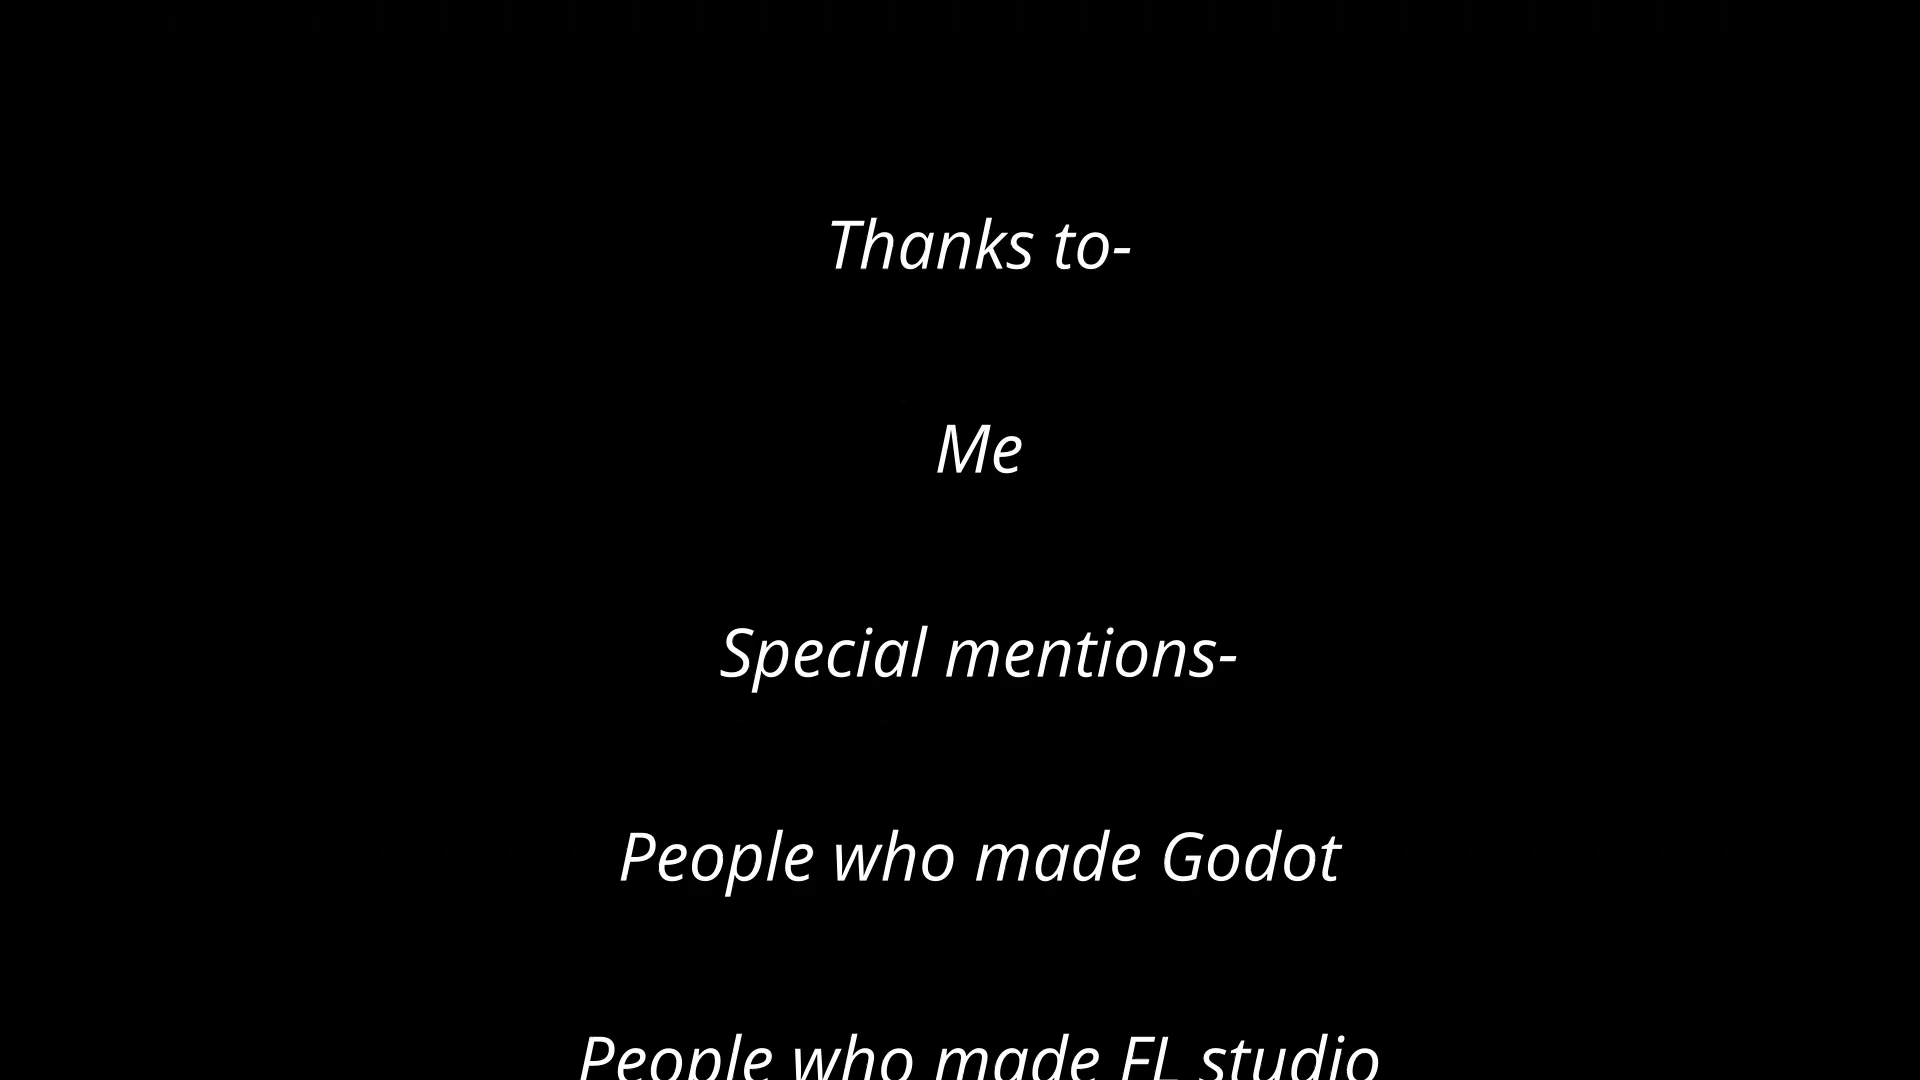 Thanks to-
Me
Special mentions-
People who made Godot
People who made FL studio